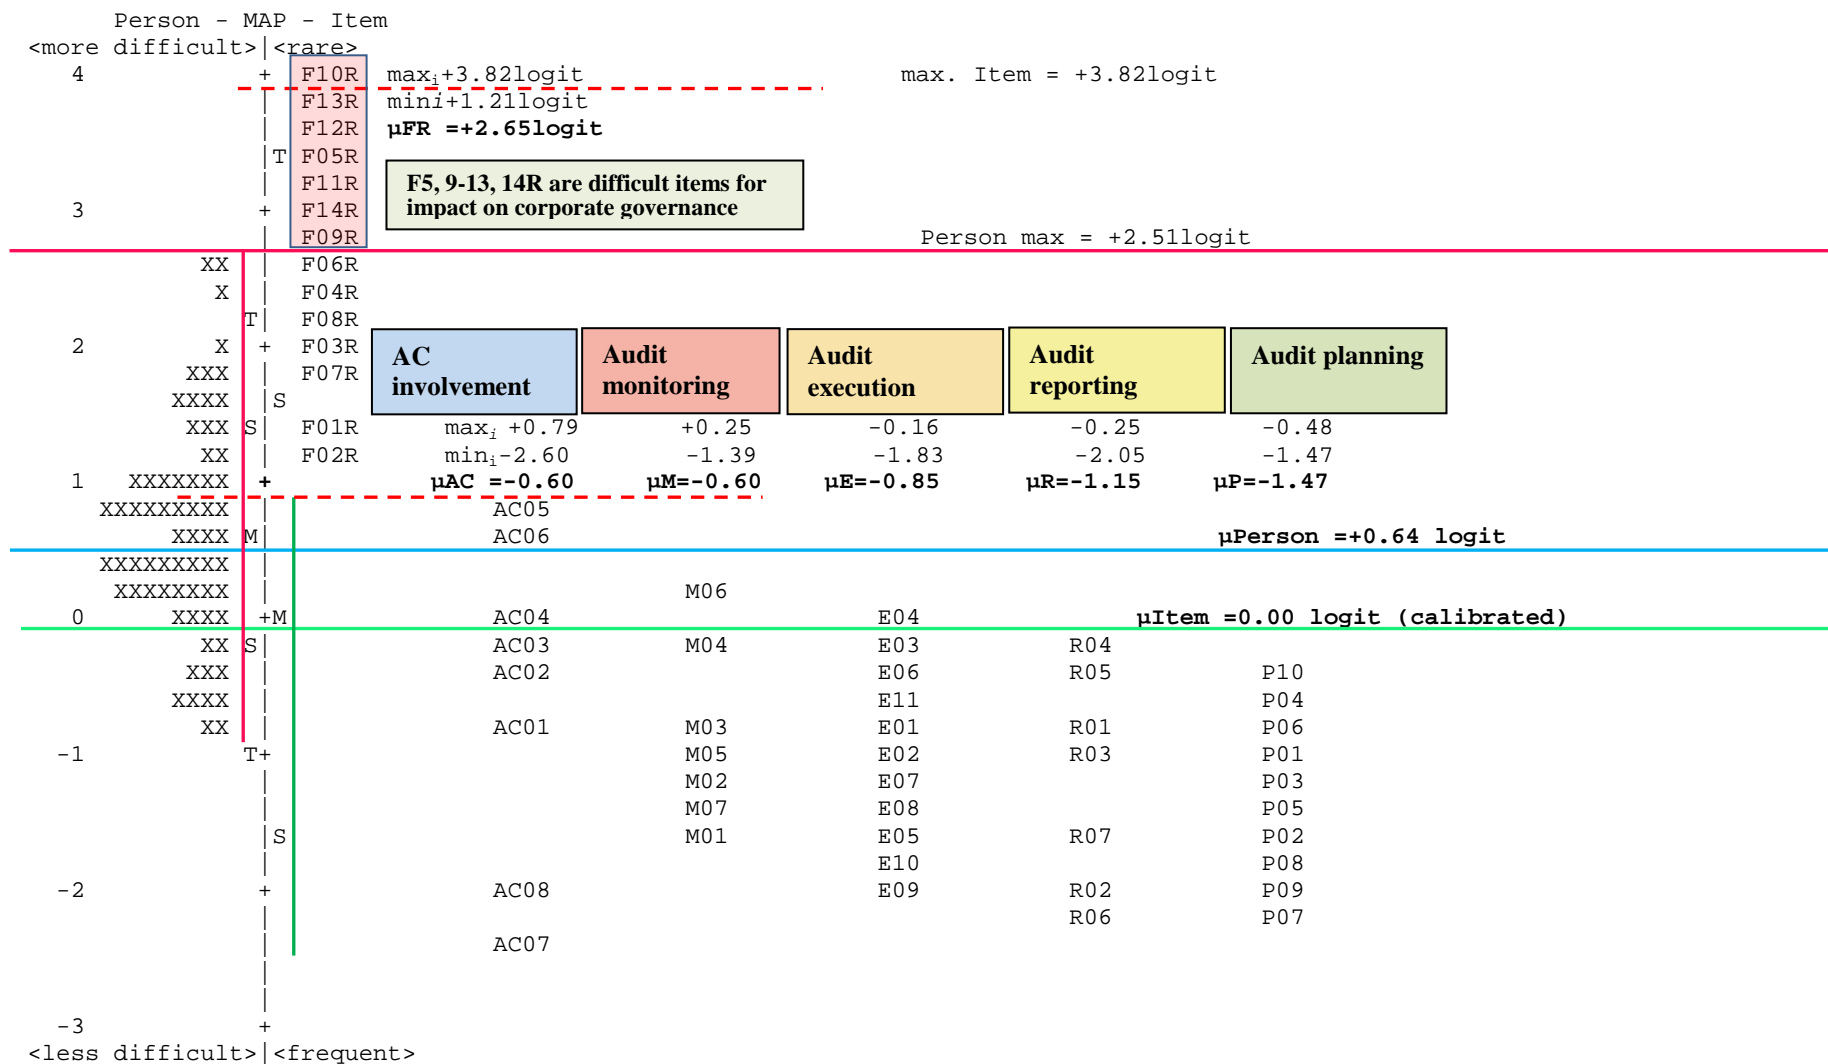 Person - MAP - Item
<more difficult>|<rare>
4 + F10R max_i+3.82logit max. Item = +3.82logit
| F13R mini+1.21logit
| F12R μFR =+2.65logit
|T F05R
| F11R F5, 9-13, 14R are difficult items for
3 + F14R impact on corporate governance
| F09R Person max = +2.51logit
XX | F06R
X | F04R
T| F08R
2 X + F03R AC Audit Audit Audit Audit planning
XXX | F07R involvement monitoring execution reporting
XXXX |S
XXX S| F01R max_i +0.79 +0.25 -0.16 -0.25 -0.48
XX | F02R min_i-2.60 -1.39 -1.83 -2.05 -1.47
1 XXXXXXX + μAC =-0.60 μM=-0.60 μE=-0.85 μR=-1.15 μP=-1.47
XXXXXXXXX | AC05
XXXX M| AC06 μPerson =+0.64 logit
XXXXXXXXX |
XXXXXXXX | M06
0 XXXX +M AC04 E04 μItem =0.00 logit (calibrated)
XX S| AC03 M04 E03 R04
XXX | AC02 E06 R05 P10
XXXX | E11 P04
XX | AC01 M03 E01 R01 P06
-1 T+ M05 E02 R03 P01
| M02 E07 P03
| M07 E08 P05
|S M01 E05 R07 P02
| E10 P08
-2 + AC08 E09 R02 P09
| R06 P07
| AC07
|
|
-3 +
<less difficult>|<frequent>